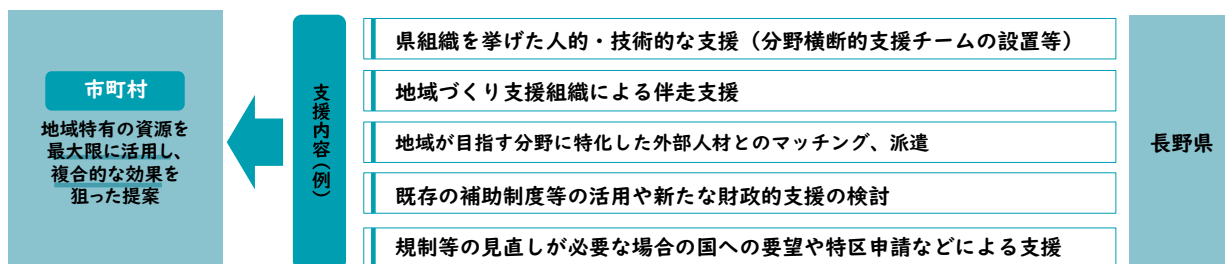 市町村
地域特有の資源を
最大限に活用し、
複合的な効果を
狙った提案
支援内容(例)
県組織を挙げた人的・技術的な支援（分野横断的支援チームの設置等）
地域づくり支援組織による伴走支援
地域が目指す分野に特化した外部人材とのマッチング、派遣
既存の補助制度等の活用や新たな財政的支援の検討
規制等の見直しが必要な場合の国への要望や特区申請などによる支援
長野県